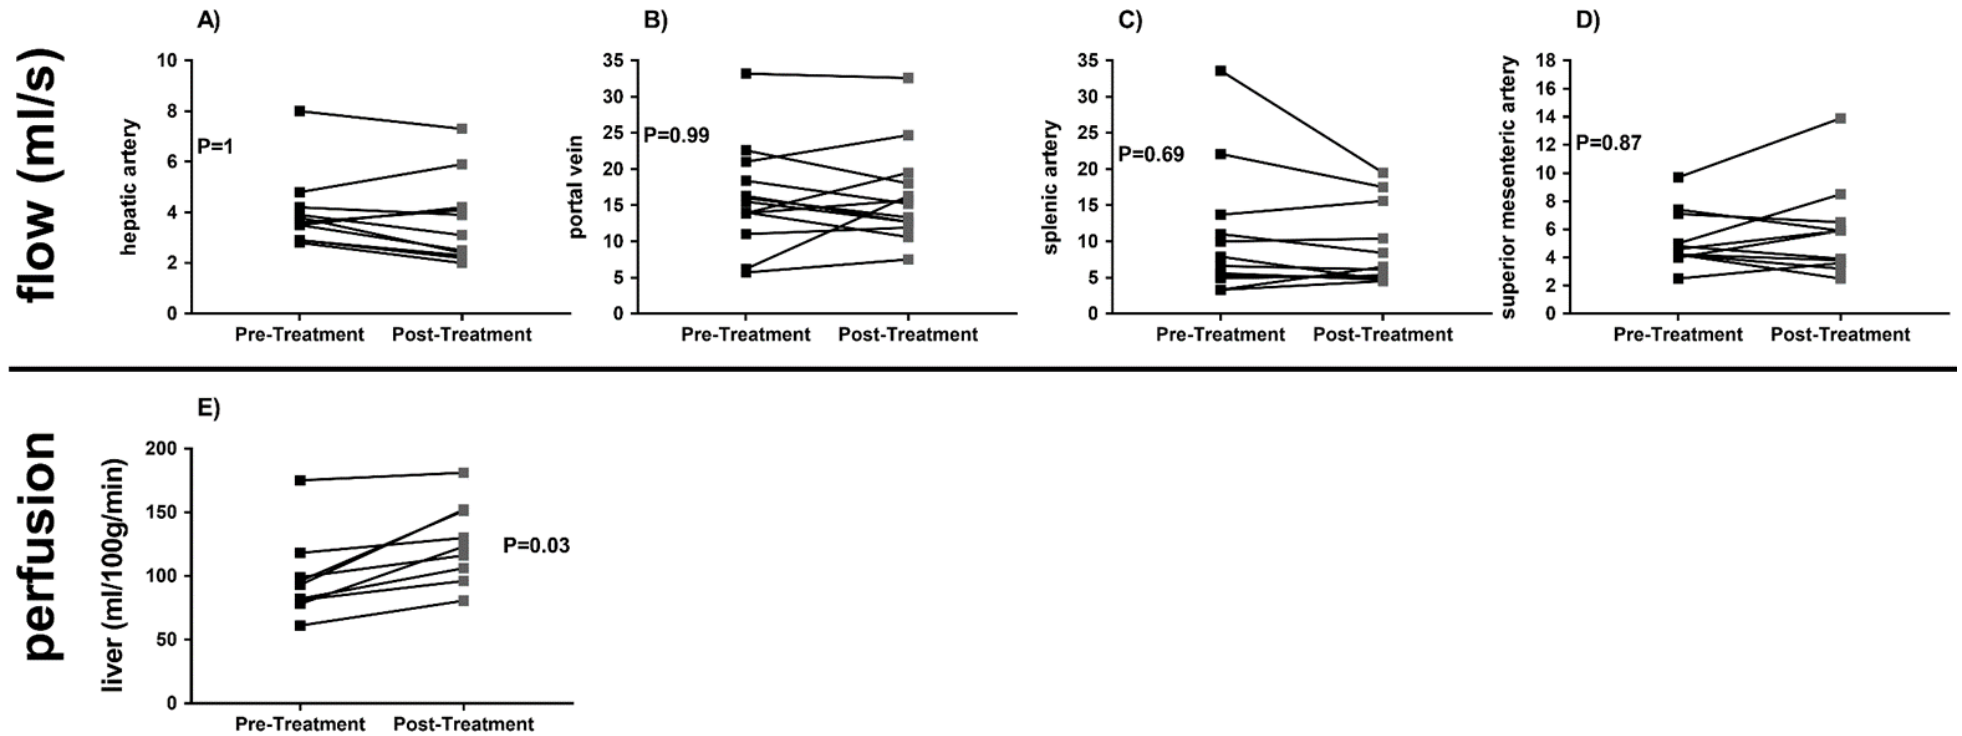 flow (ml/s)
A)
hepatic artery
10
8
6
4
2
0
P=1
Pre-Treatment
Post-Treatment
B)
portal vein
35
30
25
20
15
10
5
0
P=0.99
Pre-Treatment
Post-Treatment
C)
splenic artery
35
30
25
20
15
10
5
0
P=0.69
Pre-Treatment
Post-Treatment
D)
superior mesenteric artery
18
16
14
12
10
8
6
4
2
0
P=0.87
Pre-Treatment
Post-Treatment
perfusion
E)
liver (ml/100g/min)
200
150
100
50
0
P=0.03
Pre-Treatment
Post-Treatment